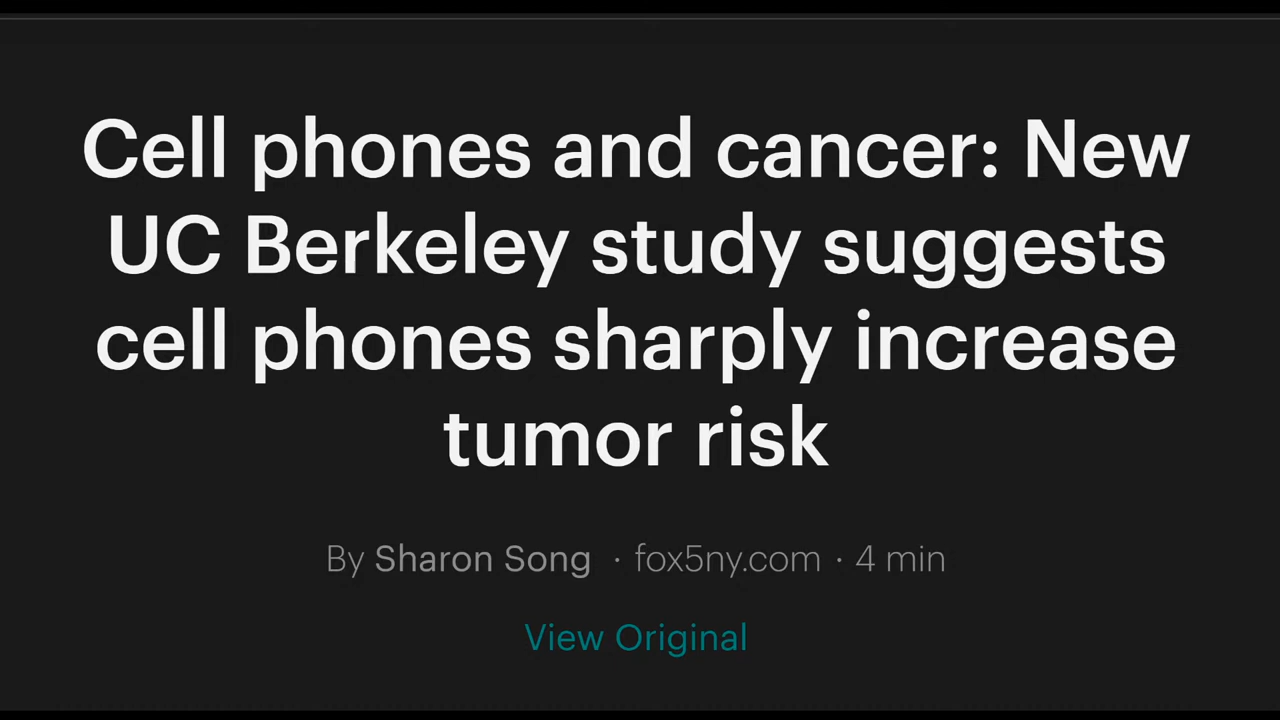 Cell phones and cancer: New
UC Berkeley study suggests
cell phones sharply increase
tumor risk
By Sharon Song · fox5ny.com · 4 min
View Original